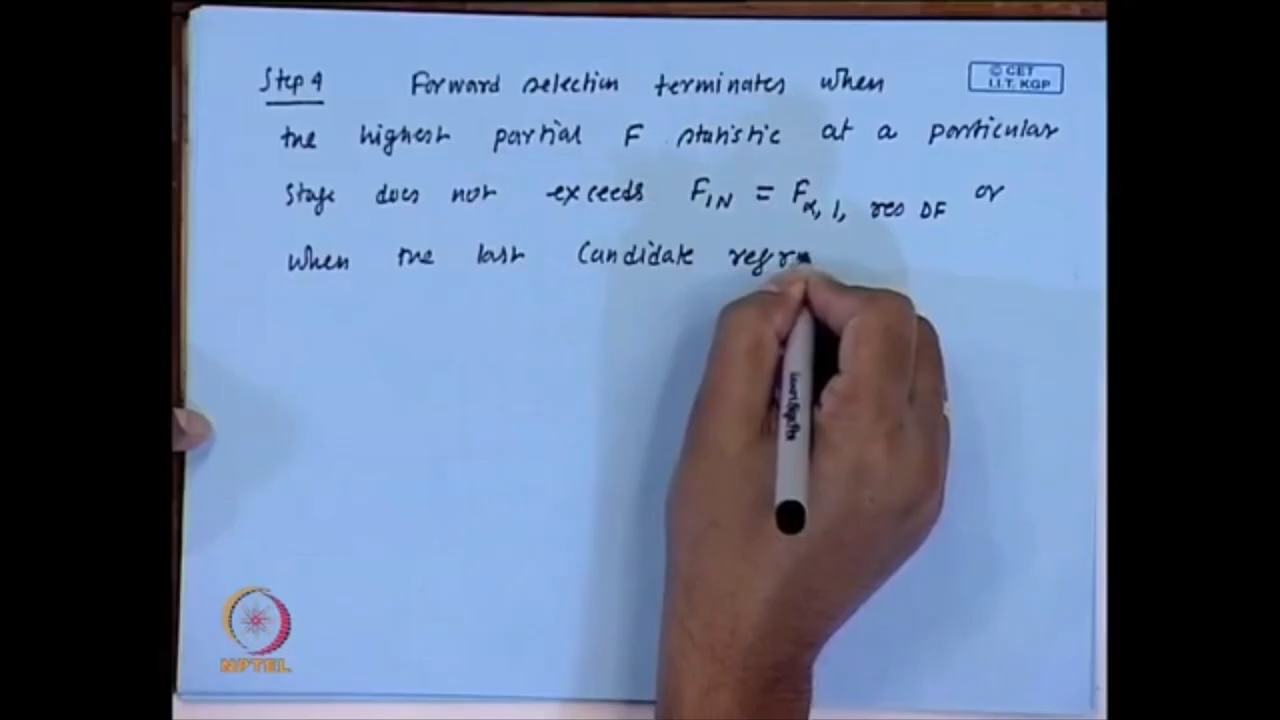 Step 4 Forward selection terminates when
© CET
I.I.T. KGP
the highest partial F statistic at a particular
stage does not exceeds F_IN = F_α, 1, res DF or
when the last candidate regr
NPTEL